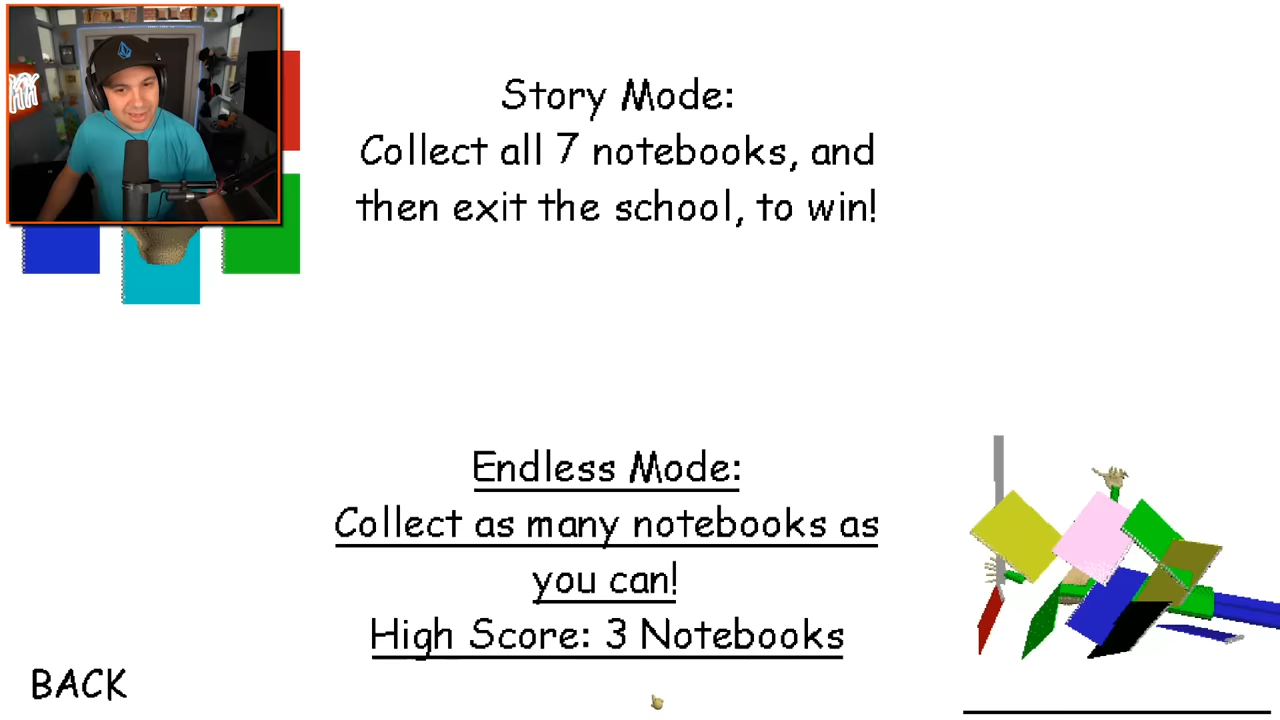 Story Mode:
Collect all 7 notebooks, and
then exit the school, to win!
Endless Mode:
Collect as many notebooks as
you can!
High Score: 3 Notebooks
BACK